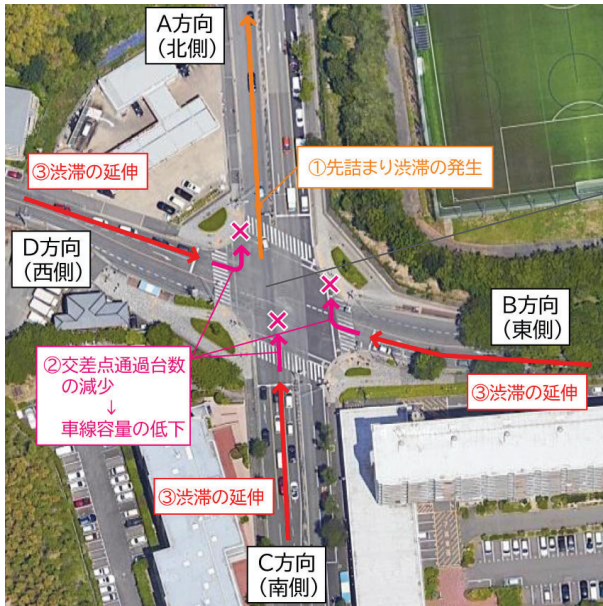 A方向
（北側）
③渋滞の延伸
①先詰まり渋滞の発生
D方向
（西側）
B方向
（東側）
②交差点通過台数
の減少
↓
車線容量の低下
③渋滞の延伸
③渋滞の延伸
C方向
（南側）